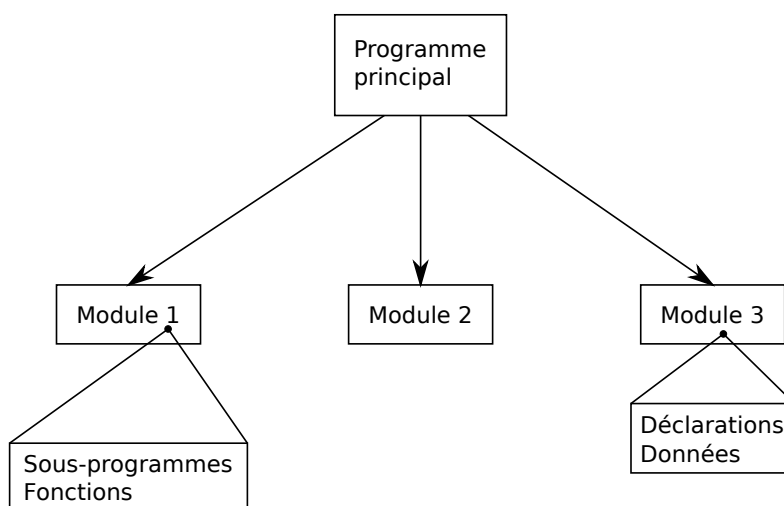 Programme
principal
Module 1
Module 2
Module 3
Sous-programmes
Fonctions
Déclarations
Données